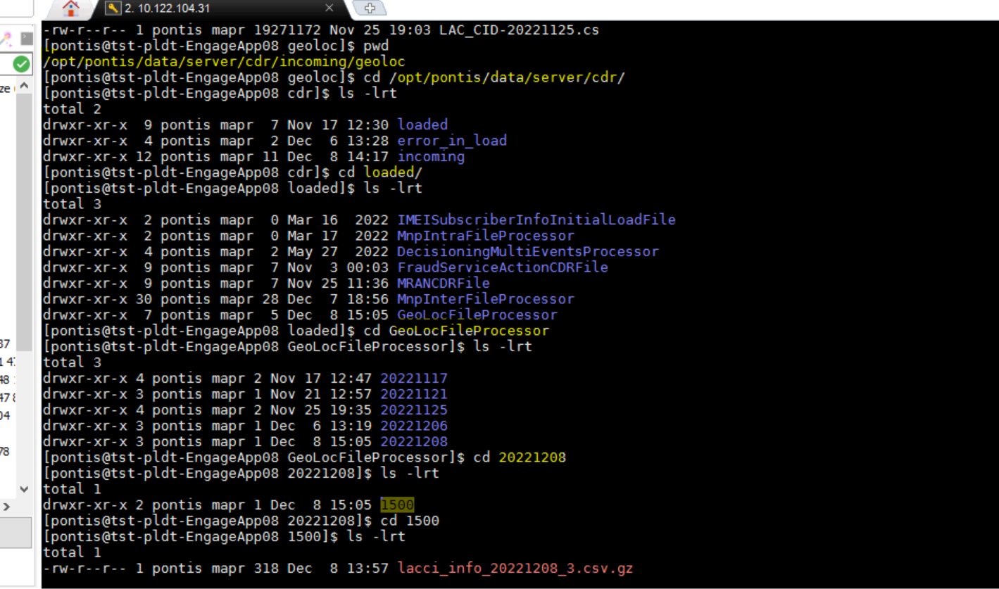 2. 10.122.104.31
-rw-r--r-- 1 pontis mapr 19271172 Nov 25 19:03 LAC_CID-20221125.cs
[pontis@tst-pldt-EngageApp08 geoloc]$ pwd
/opt/pontis/data/server/cdr/incoming/geoloc
[pontis@tst-pldt-EngageApp08 geoloc]$ cd /opt/pontis/data/server/cdr/
ze
[pontis@tst-pldt-EngageApp08 cdr]$ ls -lrt
total 2
drwxr-xr-x  9 pontis mapr  7 Nov 17 12:30 loaded
drwxr-xr-x  4 pontis mapr  2 Dec  6 13:28 error_in_load
drwxr-xr-x 12 pontis mapr 11 Dec  8 14:17 incoming
[pontis@tst-pldt-EngageApp08 cdr]$ cd loaded/
[pontis@tst-pldt-EngageApp08 loaded]$ ls -lrt
total 3
drwxr-xr-x  2 pontis mapr  0 Mar 16  2022 IMEISubscriberInfoInitialLoadFile
drwxr-xr-x  2 pontis mapr  0 Mar 17  2022 MnpIntraFileProcessor
drwxr-xr-x  4 pontis mapr  2 May 27  2022 DecisioningMultiEventsProcessor
drwxr-xr-x  9 pontis mapr  7 Nov  3 00:03 FraudServiceActionCDRFile
drwxr-xr-x  9 pontis mapr  7 Nov 25 11:36 MRANCDRFile
drwxr-xr-x 30 pontis mapr 28 Dec  7 18:56 MnpInterFileProcessor
drwxr-xr-x  7 pontis mapr  5 Dec  8 15:05 GeoLocFileProcessor
[pontis@tst-pldt-EngageApp08 loaded]$ cd GeoLocFileProcessor
[pontis@tst-pldt-EngageApp08 GeoLocFileProcessor]$ ls -lrt
total 3
drwxr-xr-x 4 pontis mapr 2 Nov 17 12:47 20221117
drwxr-xr-x 3 pontis mapr 1 Nov 21 12:57 20221121
drwxr-xr-x 4 pontis mapr 2 Nov 25 19:35 20221125
drwxr-xr-x 3 pontis mapr 1 Dec  6 13:19 20221206
drwxr-xr-x 3 pontis mapr 1 Dec  8 15:05 20221208
[pontis@tst-pldt-EngageApp08 GeoLocFileProcessor]$ cd 20221208
[pontis@tst-pldt-EngageApp08 20221208]$ ls -lrt
total 1
drwxr-xr-x 2 pontis mapr 1 Dec  8 15:05 1500
[pontis@tst-pldt-EngageApp08 20221208]$ cd 1500
[pontis@tst-pldt-EngageApp08 1500]$ ls -lrt
total 1
-rw-r--r-- 1 pontis mapr 318 Dec  8 13:57 lacci_info_20221208_3.csv.gz